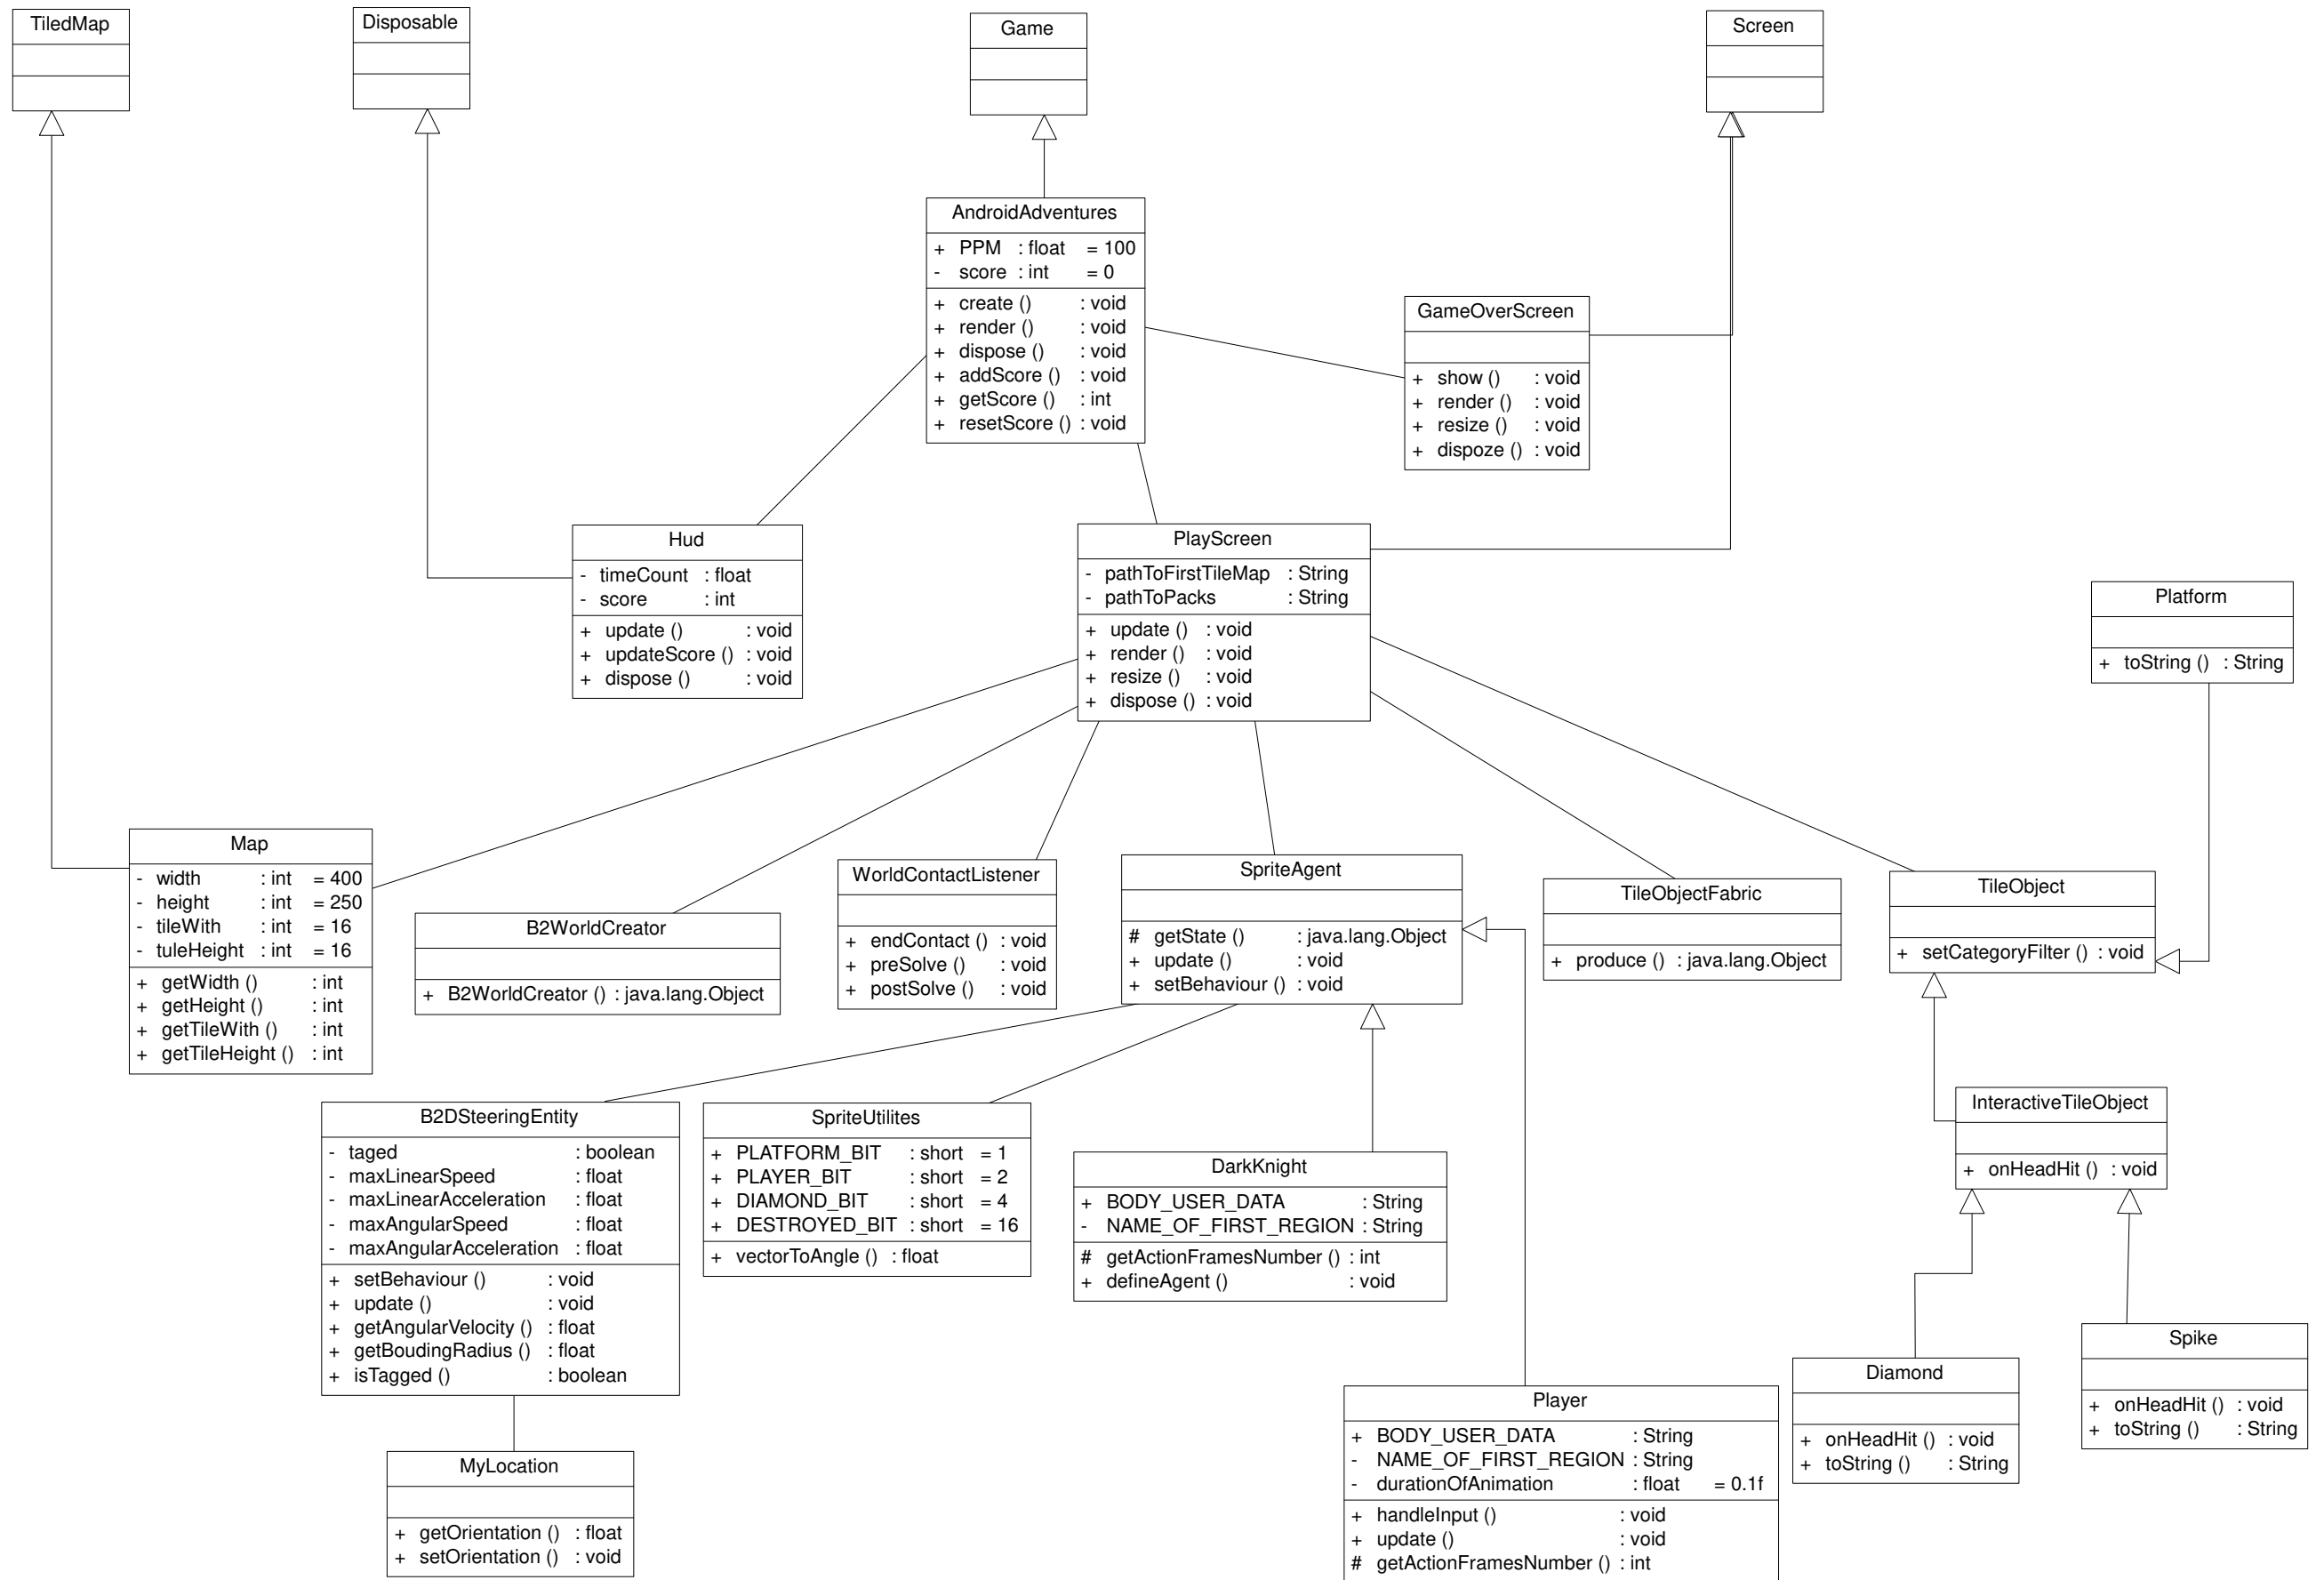 TiledMap
Disposable
Game
Screen
AndroidAdventures
+ PPM : float = 100
- score : int = 0
+ create () : void
+ render () : void
+ dispose () : void
+ addScore () : void
+ getScore () : int
+ resetScore () : void
GameOverScreen
+ show () : void
+ render () : void
+ resize () : void
+ dispoze () : void
Hud
- timeCount : float
- score : int
+ update () : void
+ updateScore () : void
+ dispose () : void
PlayScreen
- pathToFirstTileMap : String
- pathToPacks : String
+ update () : void
+ render () : void
+ resize () : void
+ dispose () : void
Platform
+ toString () : String
Map
- width : int = 400
- height : int = 250
- tileWith : int = 16
- tuleHeight : int = 16
+ getWidth () : int
+ getHeight () : int
+ getTileWith () : int
+ getTileHeight () : int
B2WorldCreator
+ B2WorldCreator () : java.lang.Object
WorldContactListener
+ endContact () : void
+ preSolve () : void
+ postSolve () : void
SpriteAgent
# getState () : java.lang.Object
+ update () : void
+ setBehaviour () : void
TileObjectFabric
+ produce () : java.lang.Object
TileObject
+ setCategoryFilter () : void
B2DSteeringEntity
- taged : boolean
- maxLinearSpeed : float
- maxLinearAcceleration : float
- maxAngularSpeed : float
- maxAngularAcceleration : float
+ setBehaviour () : void
+ update () : void
+ getAngularVelocity () : float
+ getBoudingRadius () : float
+ isTagged () : boolean
SpriteUtilites
+ PLATFORM_BIT : short = 1
+ PLAYER_BIT : short = 2
+ DIAMOND_BIT : short = 4
+ DESTROYED_BIT : short = 16
+ vectorToAngle () : float
DarkKnight
+ BODY_USER_DATA : String
- NAME_OF_FIRST_REGION : String
# getActionFramesNumber () : int
+ defineAgent () : void
InteractiveTileObject
+ onHeadHit () : void
Spike
+ onHeadHit () : void
+ toString () : String
Diamond
+ onHeadHit () : void
+ toString () : String
Player
+ BODY_USER_DATA : String
- NAME_OF_FIRST_REGION : String
- durationOfAnimation : float = 0.1f
+ handleInput () : void
+ update () : void
# getActionFramesNumber () : int
MyLocation
+ getOrientation () : float
+ setOrientation () : void